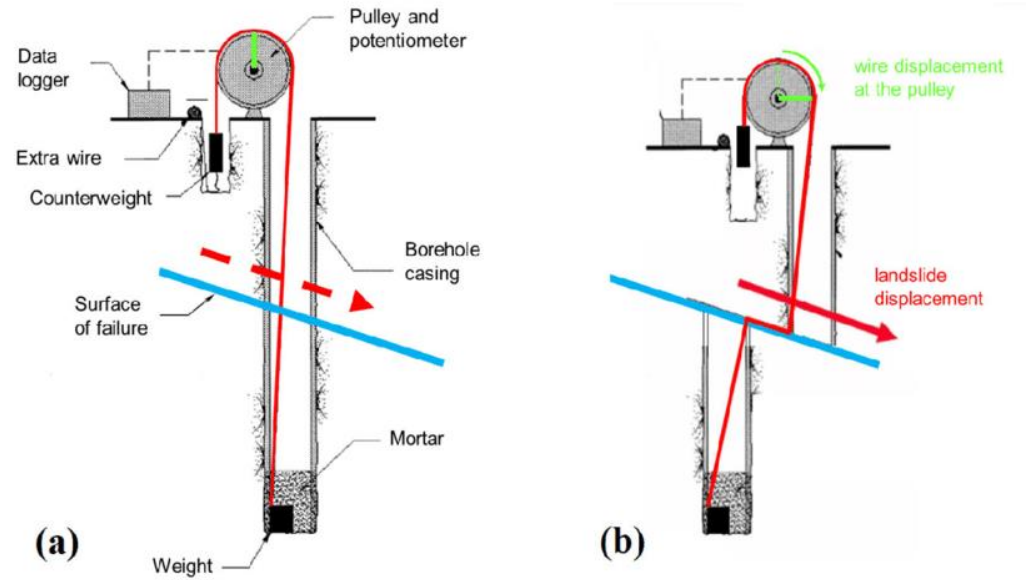 Pulley and
potentiometer
Data
logger
Extra wire
Counterweight
Borehole
casing
Surface
of failure
Mortar
(a)
Weight
wire displacement
at the pulley
landslide
displacement
(b)